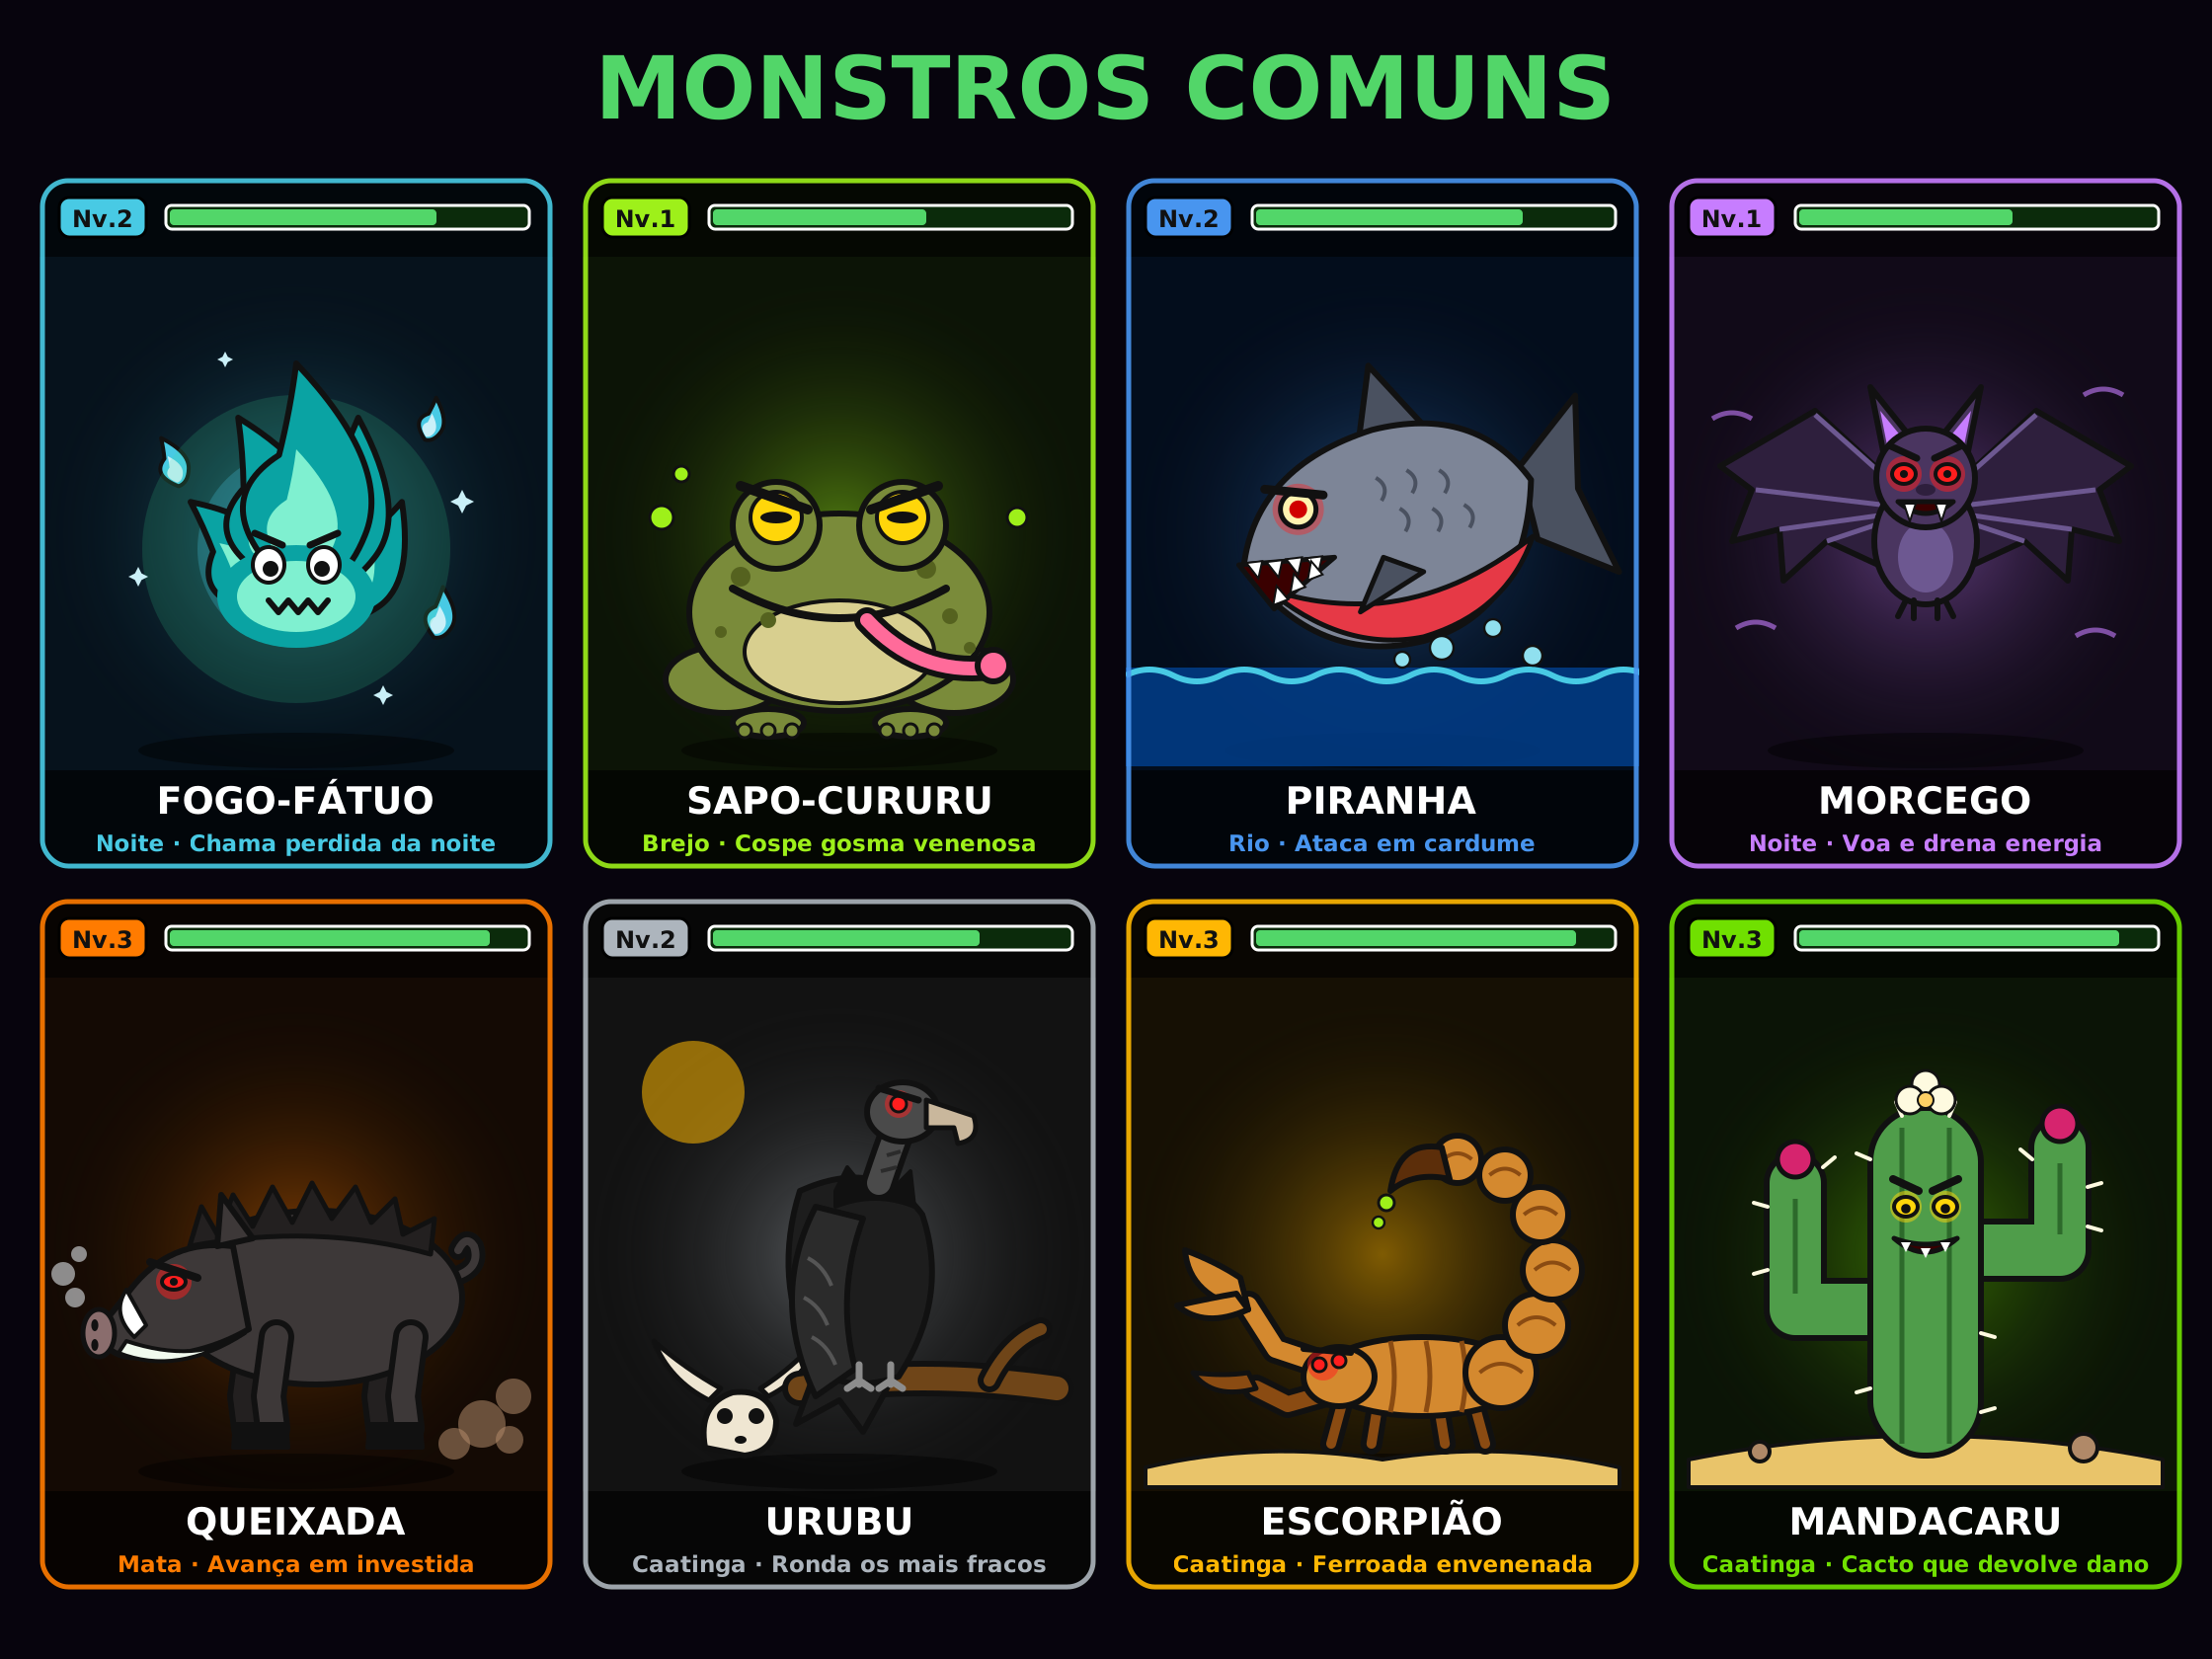 MONSTROS COMUNS
Nv.2
FOGO-FÁTUO
Noite · Chama perdida da noite
Nv.1
SAPO-CURURU
Brejo · Cospe gosma venenosa
Nv.2
PIRANHA
Rio · Ataca em cardume
Nv.1
MORCEGO
Noite · Voa e drena energia
Nv.3
QUEIXADA
Mata · Avança em investida
Nv.2
URUBU
Caatinga · Ronda os mais fracos
Nv.3
ESCORPIÃO
Caatinga · Ferroada envenenada
Nv.3
MANDACARU
Caatinga · Cacto que devolve dano